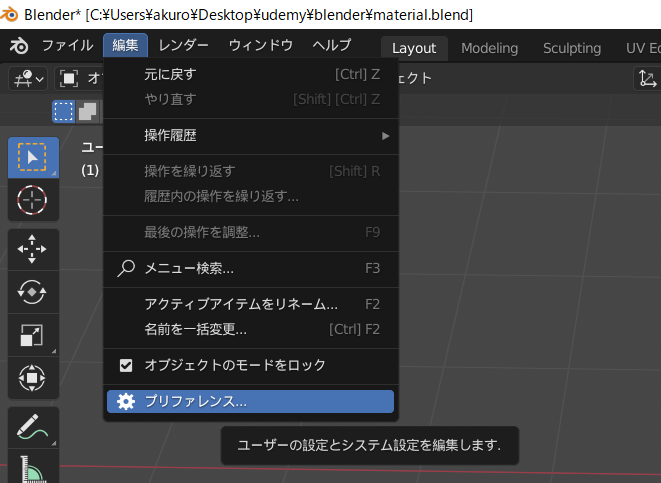 Blender* [C:¥Users¥akuro¥Desktop¥udemy¥blender¥material.blend]
ファイル 編集 レンダー ウィンドウ ヘルプ Layout Modeling Sculpting UV Ed
オ ェクト
元に戻す [Ctrl] Z
やり直す [Shift] [Ctrl] Z
操作履歴
ユー
(1)
操作を繰り返す [Shift] R
履歴内の操作を繰り返す...
最後の操作を調整... F9
メニュー検索... F3
アクティブアイテムをリネーム... F2
名前を一括変更... [Ctrl] F2
オブジェクトのモードをロック
プリファレンス...
ユーザーの設定とシステム設定を編集します.